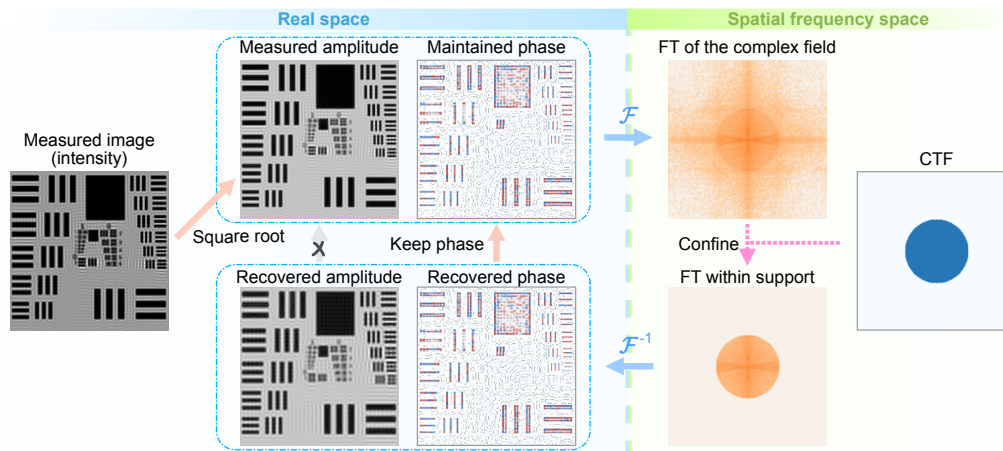 Real space
Spatial frequency space
Measured amplitude
Maintained phase
FT of the complex field
Measured image
(intensity)
ℱ
CTF
Square root
Keep phase
Confine
Recovered amplitude
Recovered phase
FT within support
ℱ⁻¹